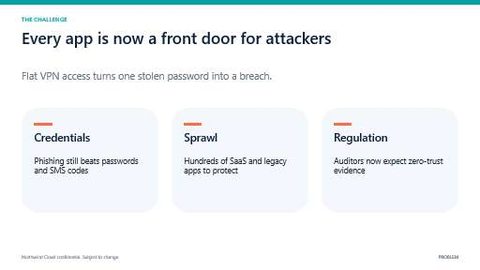 THE CHALLENGE
Every app is now a front door for attackers
Flat VPN access turns one stolen password into a breach.
Credentials
Phishing still beats passwords
and SMS codes
Sprawl
Hundreds of SaaS and legacy
apps to protect
Regulation
Auditors now expect zero-trust
evidence
Northwind Cloud confidential. Subject to change.
PROBLEM